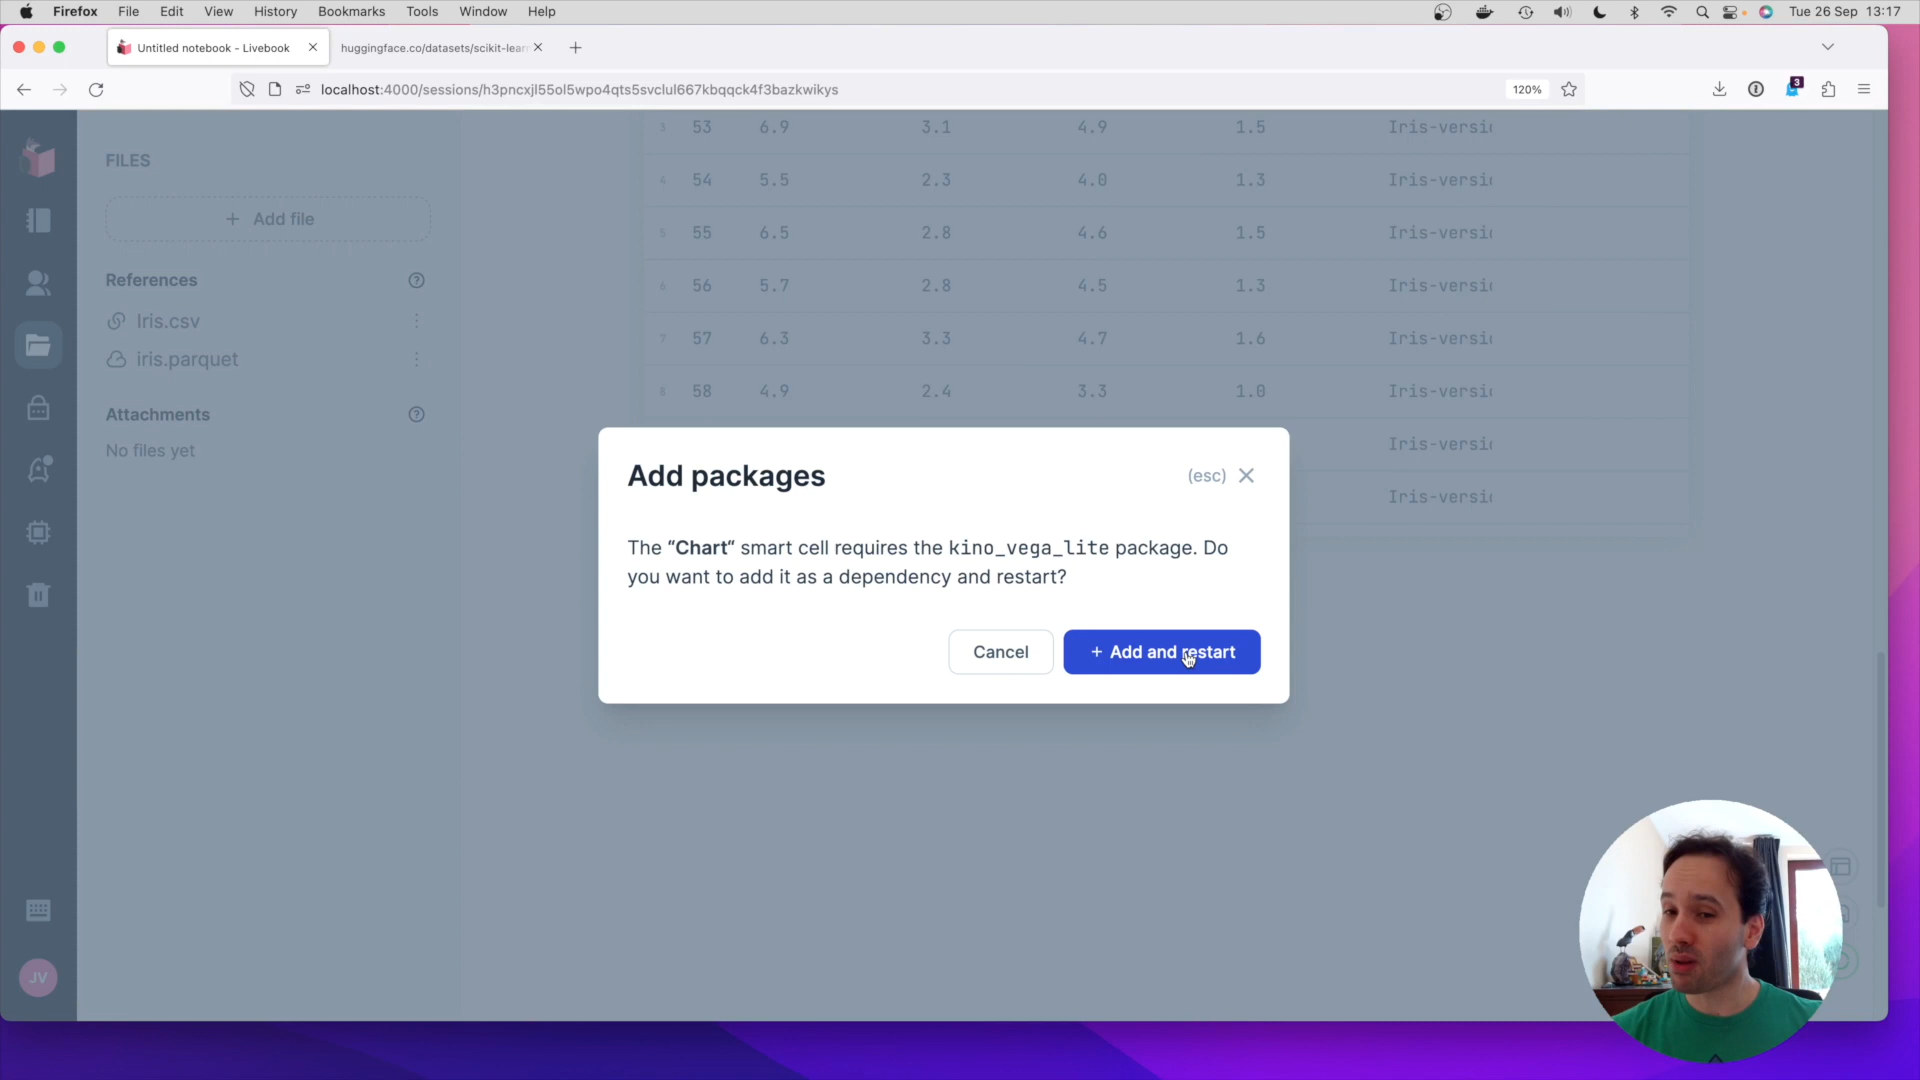 Firefox File Edit View History Bookmarks Tools Window Help
Tue 26 Sep 13:17
Untitled notebook - Livebook
huggingface.co/datasets/scikit-lear
localhost:4000/sessions/h3pncxjl55ol5wpo4qts5svclul667kbqqck4f3bazkwikys
120%
3
FILES
+ Add file
References
Iris.csv
iris.parquet
Attachments
No files yet
3 53 6.9 3.1 4.9 1.5 Iris-versi
4 54 5.5 2.3 4.0 1.3 Iris-versi
5 55 6.5 2.8 4.6 1.5 Iris-versi
6 56 5.7 2.8 4.5 1.3 Iris-versi
7 57 6.3 3.3 4.7 1.6 Iris-versi
8 58 4.9 2.4 3.3 1.0 Iris-versi
Iris-versi
Iris-versi
Add packages
(esc)
The “Chart“ smart cell requires the kino_vega_lite package. Do
you want to add it as a dependency and restart?
Cancel
+ Add and restart
JV